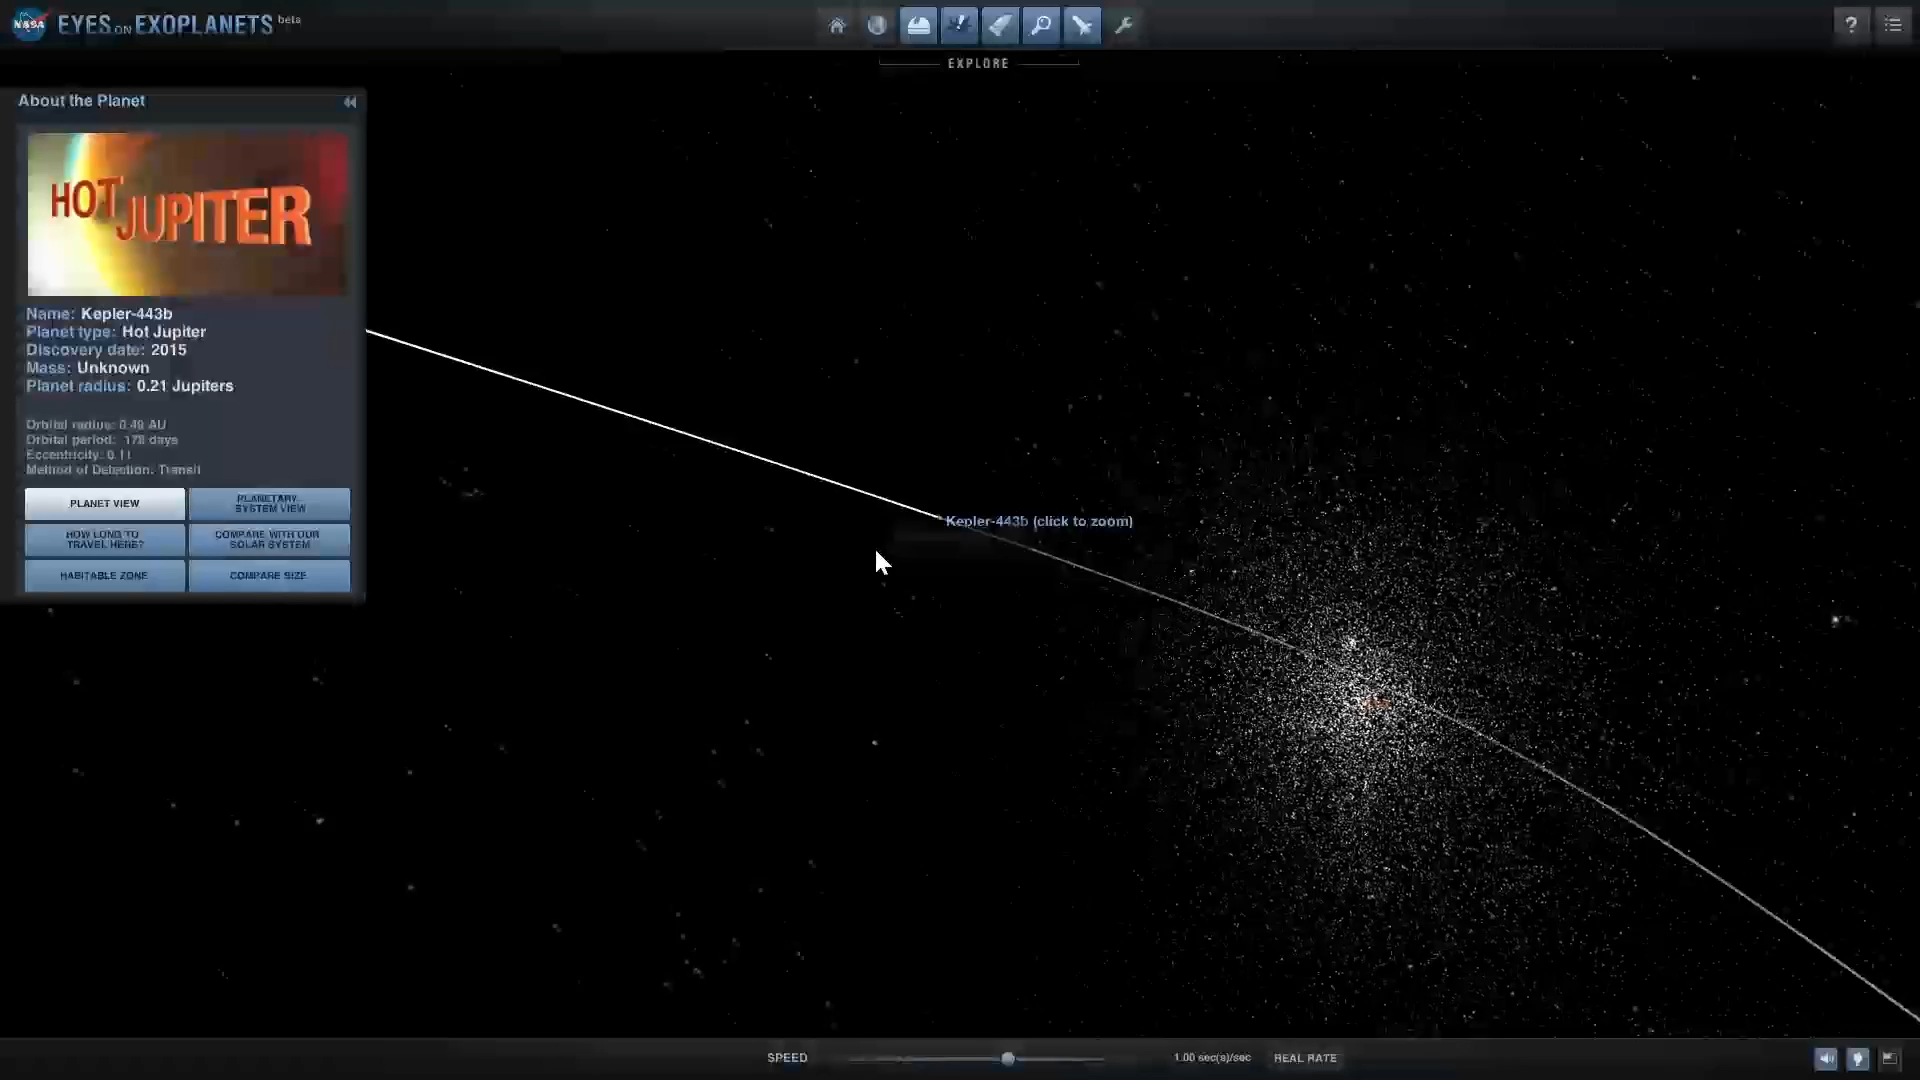 NASA EYES ON EXOPLANETS beta
EXPLORE
?
About the Planet
HOT JUPITER
Name: Kepler-443b
Planet type: Hot Jupiter
Discovery date: 2015
Mass: Unknown
Planet radius: 0.21 Jupiters
Orbital radius: 0.49 AU
Orbital period: 178 days
Eccentricity: 0.11
Method of Detection: Transit
PLANET VIEW
PLANETARY
SYSTEM VIEW
HOW LONG TO
TRAVEL HERE?
COMPARE WITH OUR
SOLAR SYSTEM
HABITABLE ZONE
COMPARE SIZE
Kepler-443b (click to zoom)
SPEED
1.00 sec(s)/sec
REAL RATE